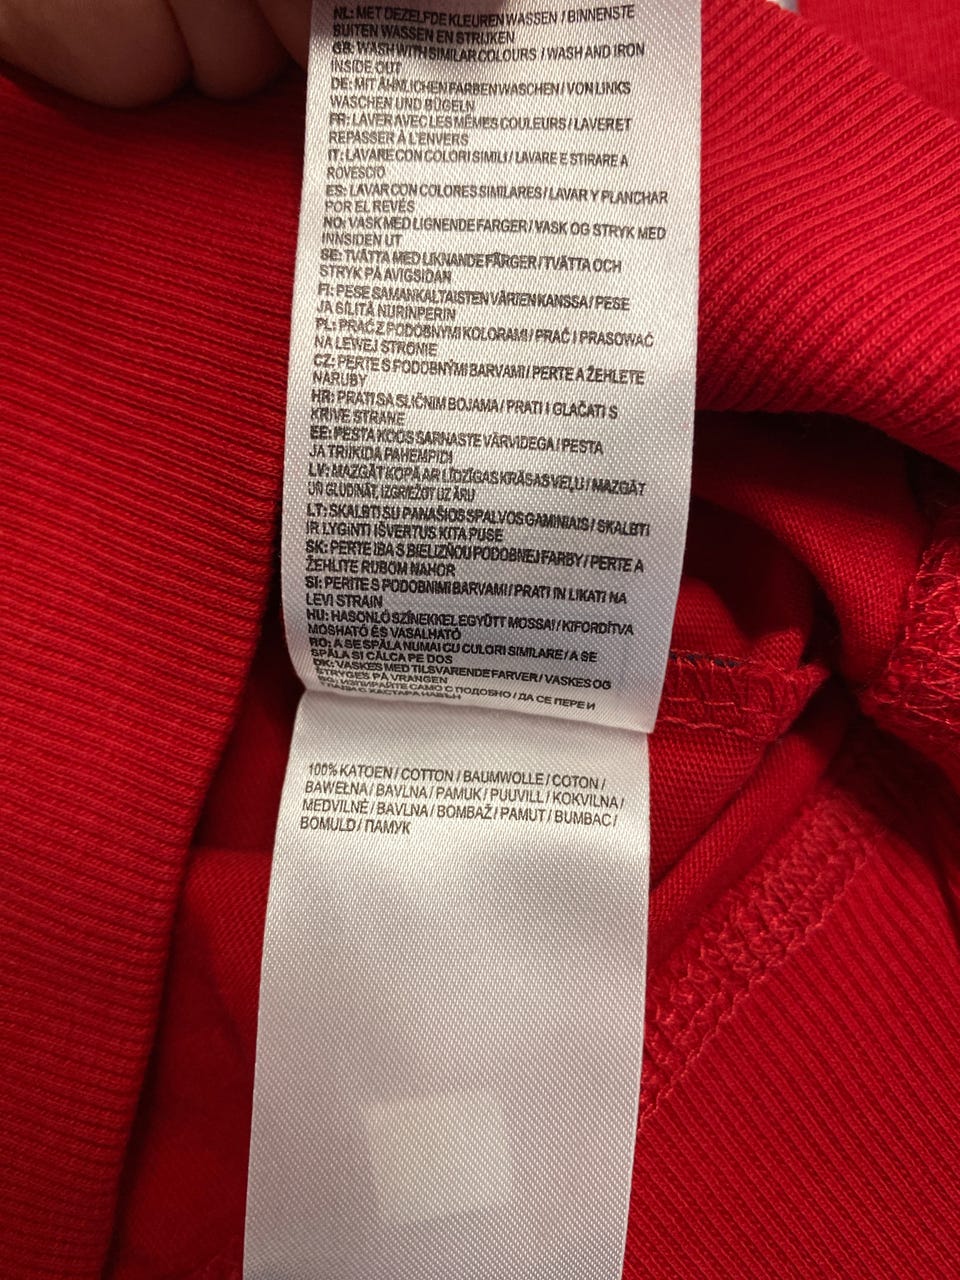 NL: MET DEZELFDE KLEUREN WASSEN / BINNENSTE
BUITEN WASSEN EN STRIJKEN
GB: WASH WITH SIMILAR COLOURS / WASH AND IRON
INSIDE OUT
DE: MIT ÄHNLICHEN FARBEN WASCHEN / VON LINKS
WASCHEN UND BÜGELN
FR: LAVER AVEC LES MÊMES COULEURS / LAVER ET
REPASSER À L'ENVERS
IT: LAVARE CON COLORI SIMILI / LAVARE E STIRARE A
ROVESCIO
ES: LAVAR CON COLORES SIMILARES / LAVAR Y PLANCHAR
POR EL REVÉS
NO: VASK MED LIGNENDE FARGER / VASK OG STRYK MED
INNSIDEN UT
SE: TVÄTTA MED LIKNANDE FÄRGER / TVÄTTA OCH
STRYK PÅ AVIGSIDAN
FI: PESE SAMANKALTAISTEN VÄRIEN KANSSA / PESE
JA SILITÄ NURINPERIN
PL: PRAĆ Z PODOBNYMI KOLORAMI / PRAĆ I PRASOWAĆ
NA LEWEJ STRONIE
CZ: PERTE S PODOBNÝMI BARVAMI / PERTE A ŽEHLETE
NARUBY
HR: PRATI SA SLIČNIM BOJAMA / PRATI I GLAČATI S
KRIVE STRANE
EE: PESTA KOOS SARNASTE VÄRVIDEGA / PESTA
JA TRIIKIDA PAHEMPIDI
LV: MAZGĀT KOPĀ AR LĪDZĪGAS KRĀSAS VEĻU / MAZGĀT
UN GLUDINĀT, IZGRIEŽOT UZ ĀRU
LT: SKALBTI SU PANAŠIOS SPALVOS GAMINIAIS / SKALBTI
IR LYGINTI IŠVERTUS KITA PUSE
SK: PERTE IBA S BIELIZŇOU PODOBNEJ FARBY / PERTE A
ŽEHLITE RUBOM NAHOR
SI: PERITE S PODOBNIMI BARVAMI / PRATI IN LIKATI NA
LEVI STRAIN
HU: HASONLÓ SZÍNEKKEL EGYÜTT MOSSA! / KIFORDÍTVA
MOSHATÓ ÉS VASALHATÓ
RO: A SE SPĂLA NUMAI CU CULORI SIMILARE / A SE
SPĂLA SI CĂLCA PE DOS
DK: VASKES MED TILSVARENDE FARVER / VASKES OG
STRYGES PÅ VRANGEN
BG: ИЗПИРАЙТЕ САМО С ПОДОБНО / ДА СЕ ПЕРЕ И
100% KATOEN / COTTON / BAUMWOLLE / COTON /
BAWEŁNA / BAVLNA / PAMUK / PUUVILL / KOKVILNA /
MEDVILNĖ / BAVLNA / BOMBAŽ / PAMUT / BUMBAC /
BOMULD / ПАМУК